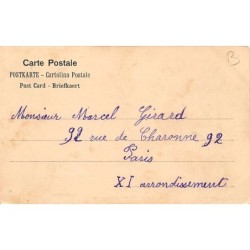 B
Carte Postale
POSTKARTE - Cartolina Postale
Post Card - Briefkaart
Monsieur Marcel Girard
92 rue de Charonne 92
Paris
XI arrondissement